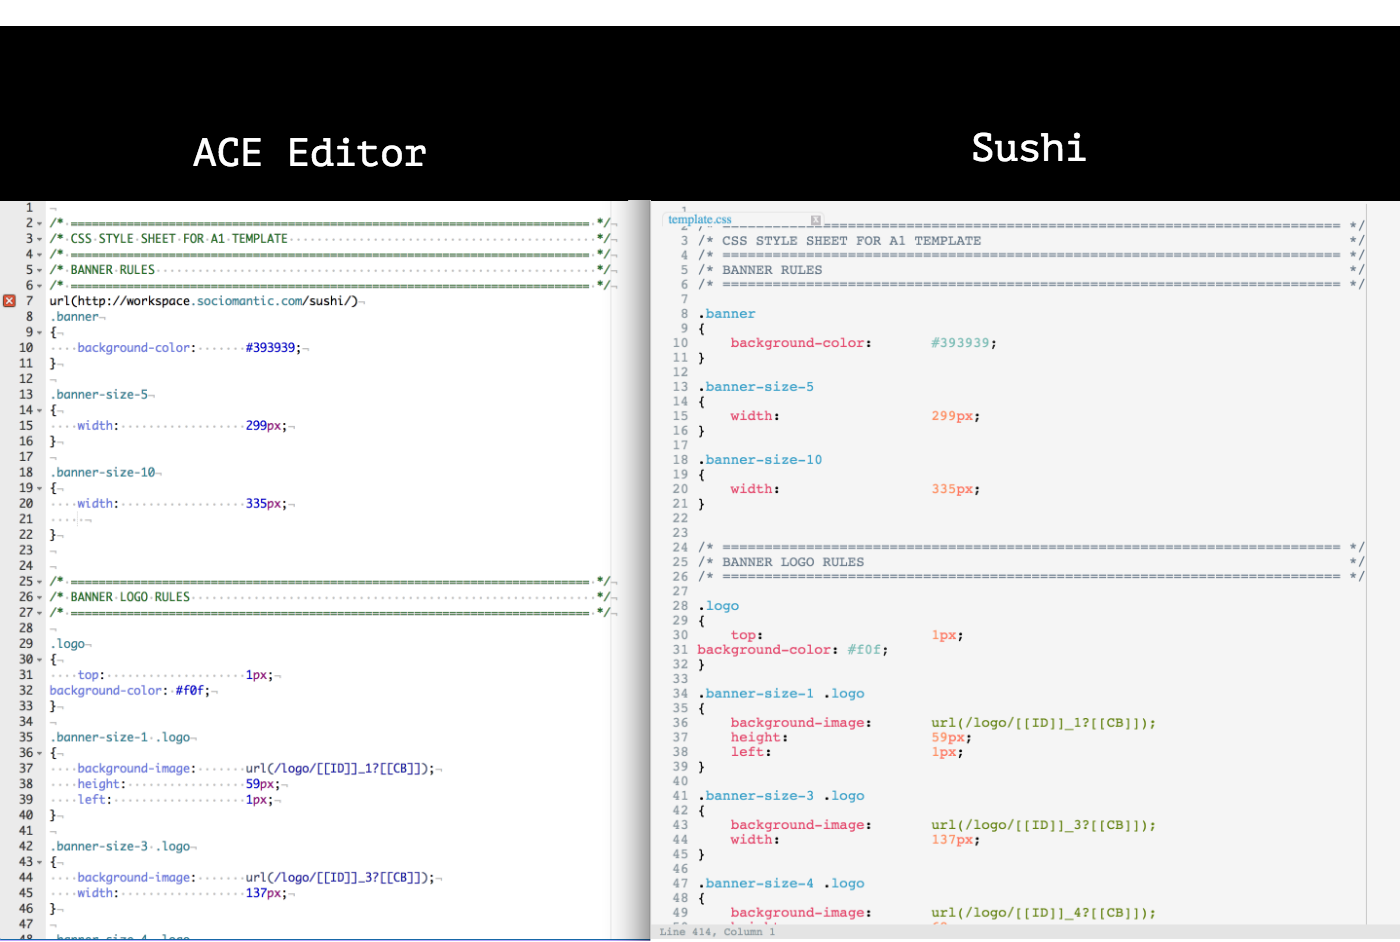 ACE Editor
1
2 /* ========================================================================== */
3 /* CSS STYLE SHEET FOR A1 TEMPLATE */
4 /* ========================================================================== */
5 /* BANNER RULES */
6 /* ========================================================================== */
7 url(http://workspace.sociomantic.com/sushi/)
8 .banner
9 {
10 background-color: #393939;
11 }
12
13 .banner-size-5
14 {
15 width: 299px;
16 }
17
18 .banner-size-10
19 {
20 width: 335px;
21
22 }
23
24
25 /* ========================================================================== */
26 /* BANNER LOGO RULES */
27 /* ========================================================================== */
28
29 .logo
30 {
31 top: 1px;
32 background-color: #f0f;
33 }
34
35 .banner-size-1 .logo
36 {
37 background-image: url(/logo/[[ID]]_1?[[CB]]);
38 height: 59px;
39 left: 1px;
40 }
41
42 .banner-size-3 .logo
43 {
44 background-image: url(/logo/[[ID]]_3?[[CB]]);
45 width: 137px;
46 }
47
48 .banner-size-4 .logo
Sushi
1
template.css
2 /* ========================================================================== */
3 /* CSS STYLE SHEET FOR A1 TEMPLATE */
4 /* ========================================================================== */
5 /* BANNER RULES */
6 /* ========================================================================== */
7
8 .banner
9 {
10 background-color: #393939;
11 }
12
13 .banner-size-5
14 {
15 width: 299px;
16 }
17
18 .banner-size-10
19 {
20 width: 335px;
21 }
22
23
24 /* ========================================================================== */
25 /* BANNER LOGO RULES */
26 /* ========================================================================== */
27
28 .logo
29 {
30 top: 1px;
31 background-color: #f0f;
32 }
33
34 .banner-size-1 .logo
35 {
36 background-image: url(/logo/[[ID]]_1?[[CB]]);
37 height: 59px;
38 left: 1px;
39 }
40
41 .banner-size-3 .logo
42 {
43 background-image: url(/logo/[[ID]]_3?[[CB]]);
44 width: 137px;
45 }
46
47 .banner-size-4 .logo
48 {
49 background-image: url(/logo/[[ID]]_4?[[CB]]);
Line 414, Column 1